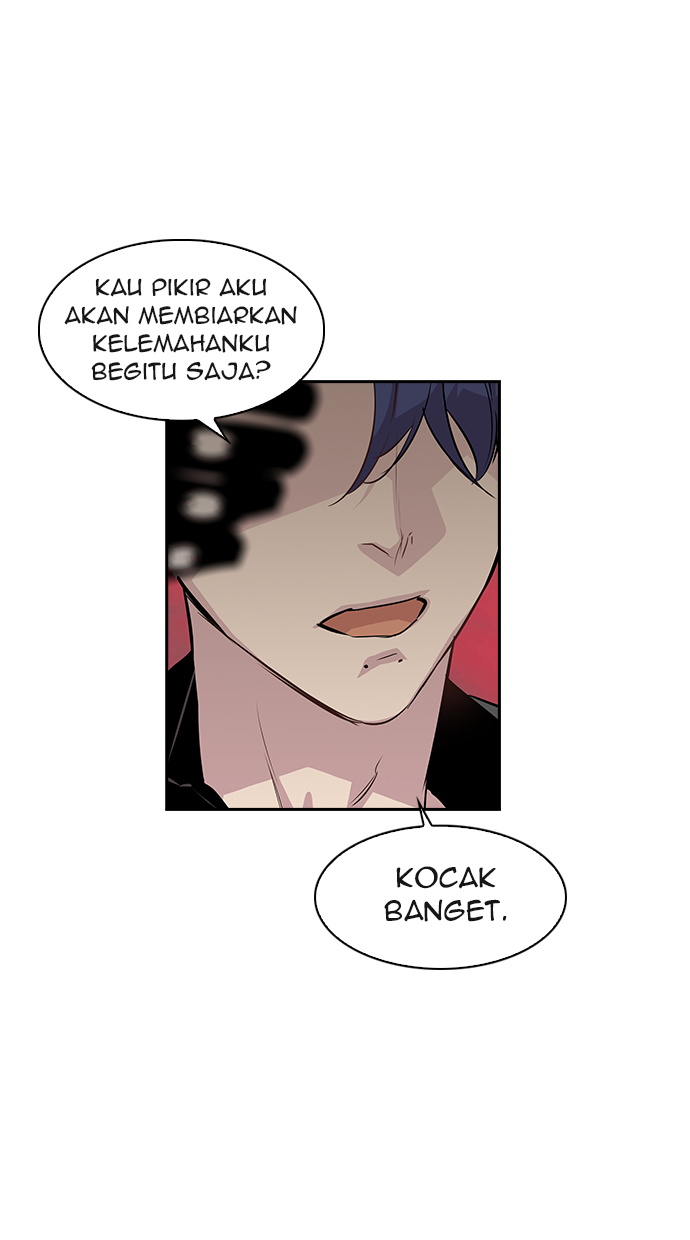 KAU PIKIR AKU
AKAN MEMBIARKAN
KELEMAHANKU
BEGITU SAJA?
KOCAK
BANGET.